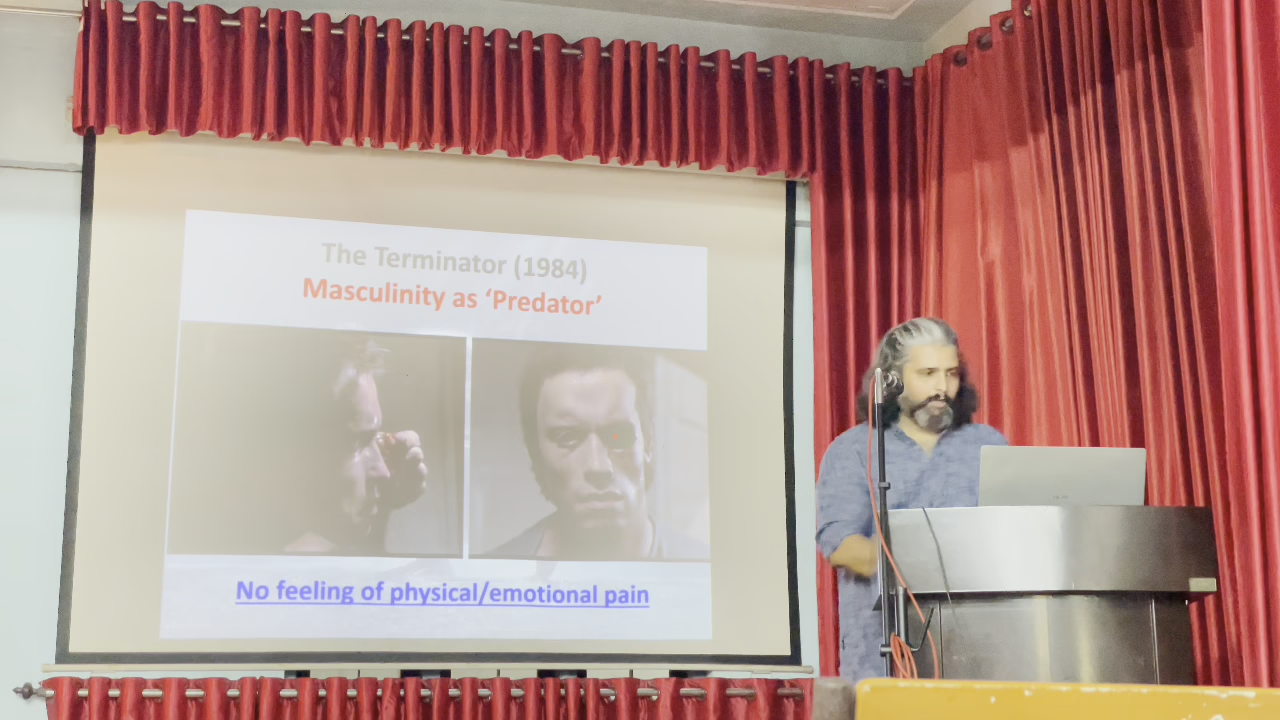 The Terminator (1984)
Masculinity as ‘Predator’
No feeling of physical/emotional pain